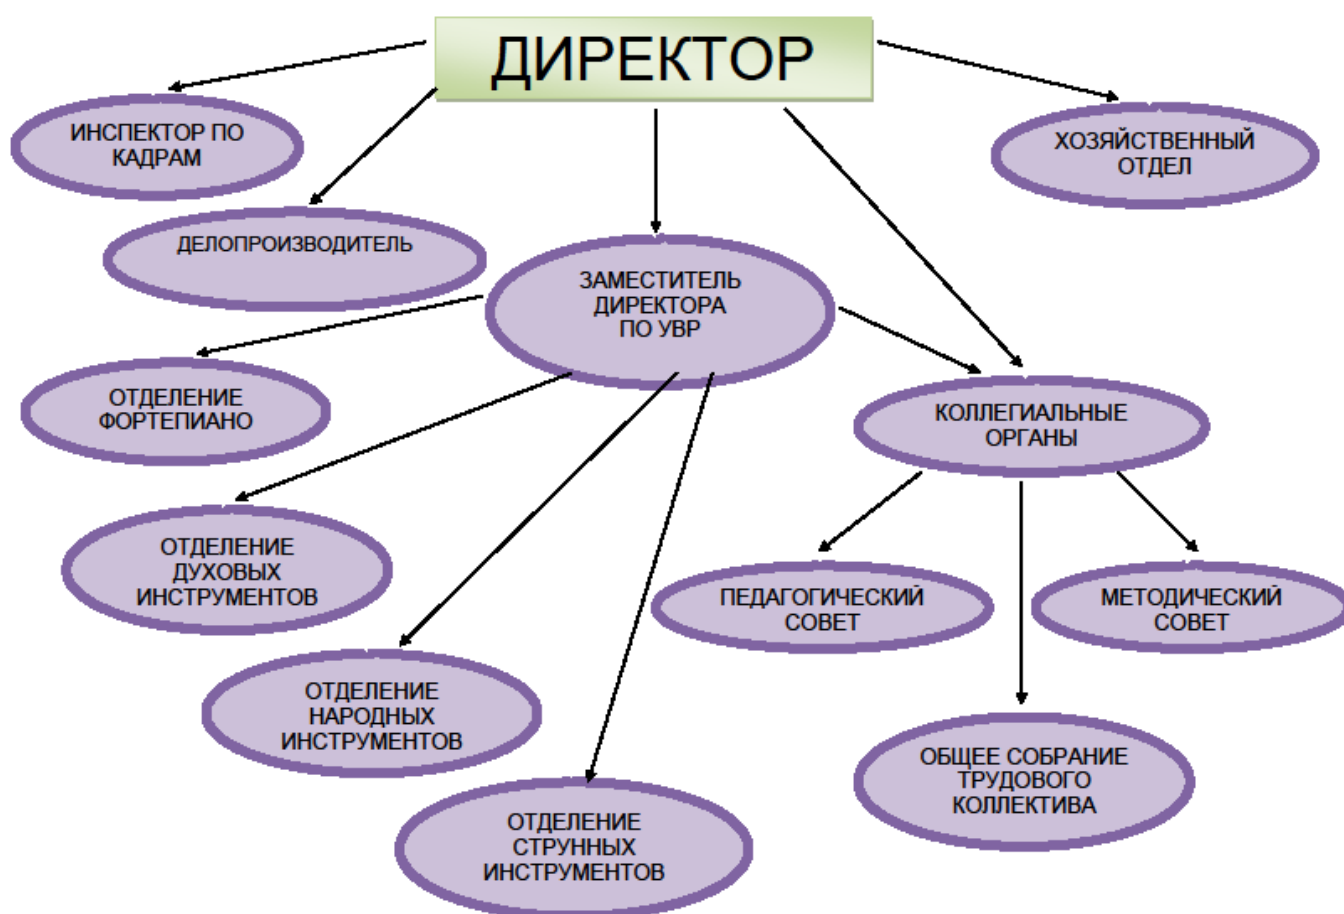 ДИРЕКТОР
ИНСПЕКТОР ПО
КАДРАМ
ХОЗЯЙСТВЕННЫЙ
ОТДЕЛ
ДЕЛОПРОИЗВОДИТЕЛЬ
ЗАМЕСТИТЕЛЬ
ДИРЕКТОРА
ПО УВР
ОТДЕЛЕНИЕ
ФОРТЕПИАНО
КОЛЛЕГИАЛЬНЫЕ
ОРГАНЫ
ОТДЕЛЕНИЕ
ДУХОВЫХ
ИНСТРУМЕНТОВ
ПЕДАГОГИЧЕСКИЙ
СОВЕТ
МЕТОДИЧЕСКИЙ
СОВЕТ
ОТДЕЛЕНИЕ
НАРОДНЫХ
ИНСТРУМЕНТОВ
ОБЩЕЕ СОБРАНИЕ
ТРУДОВОГО
КОЛЛЕКТИВА
ОТДЕЛЕНИЕ
СТРУННЫХ
ИНСТРУМЕНТОВ